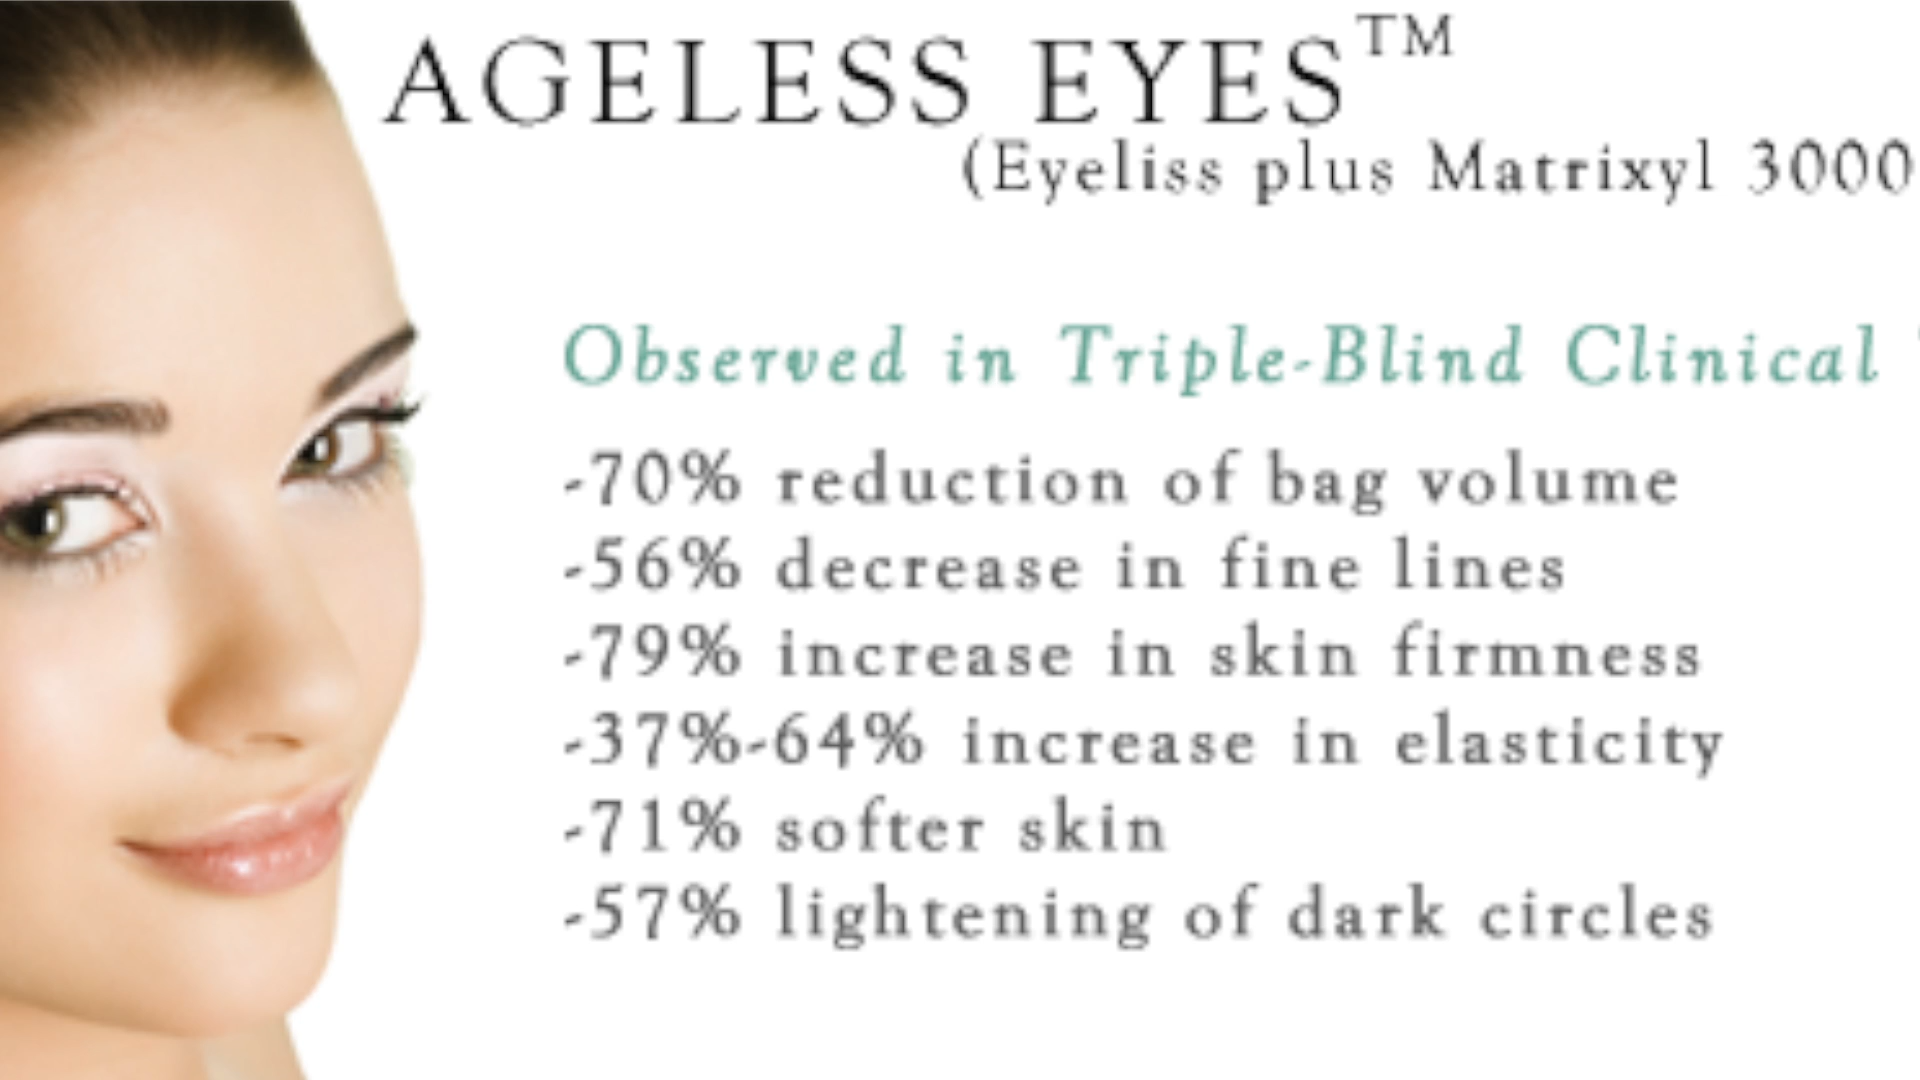 AGELESS EYES™
(Eyeliss plus Matrixyl 3000
Observed in Triple-Blind Clinical
-70% reduction of bag volume
-56% decrease in fine lines
-79% increase in skin firmness
-37%-64% increase in elasticity
-71% softer skin
-57% lightening of dark circles